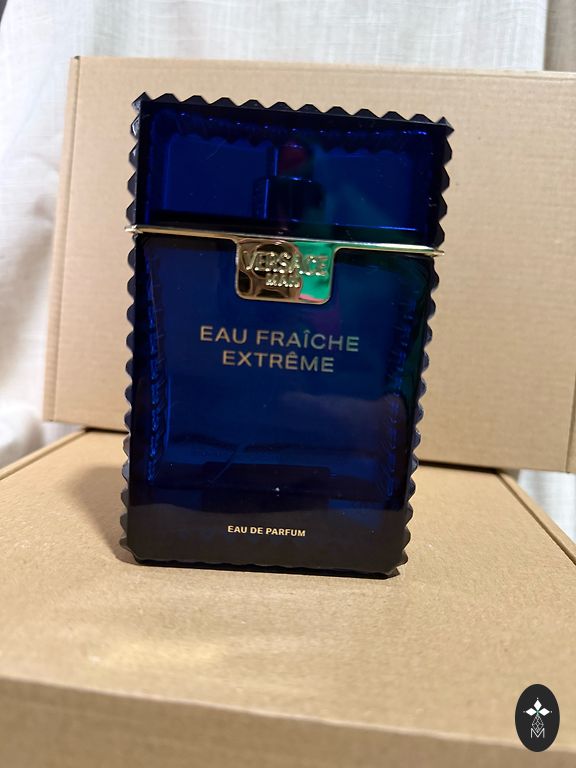 VERSACE
MAN
EAU FRAÎCHE
EXTRÊME
EAU DE PARFUM
M